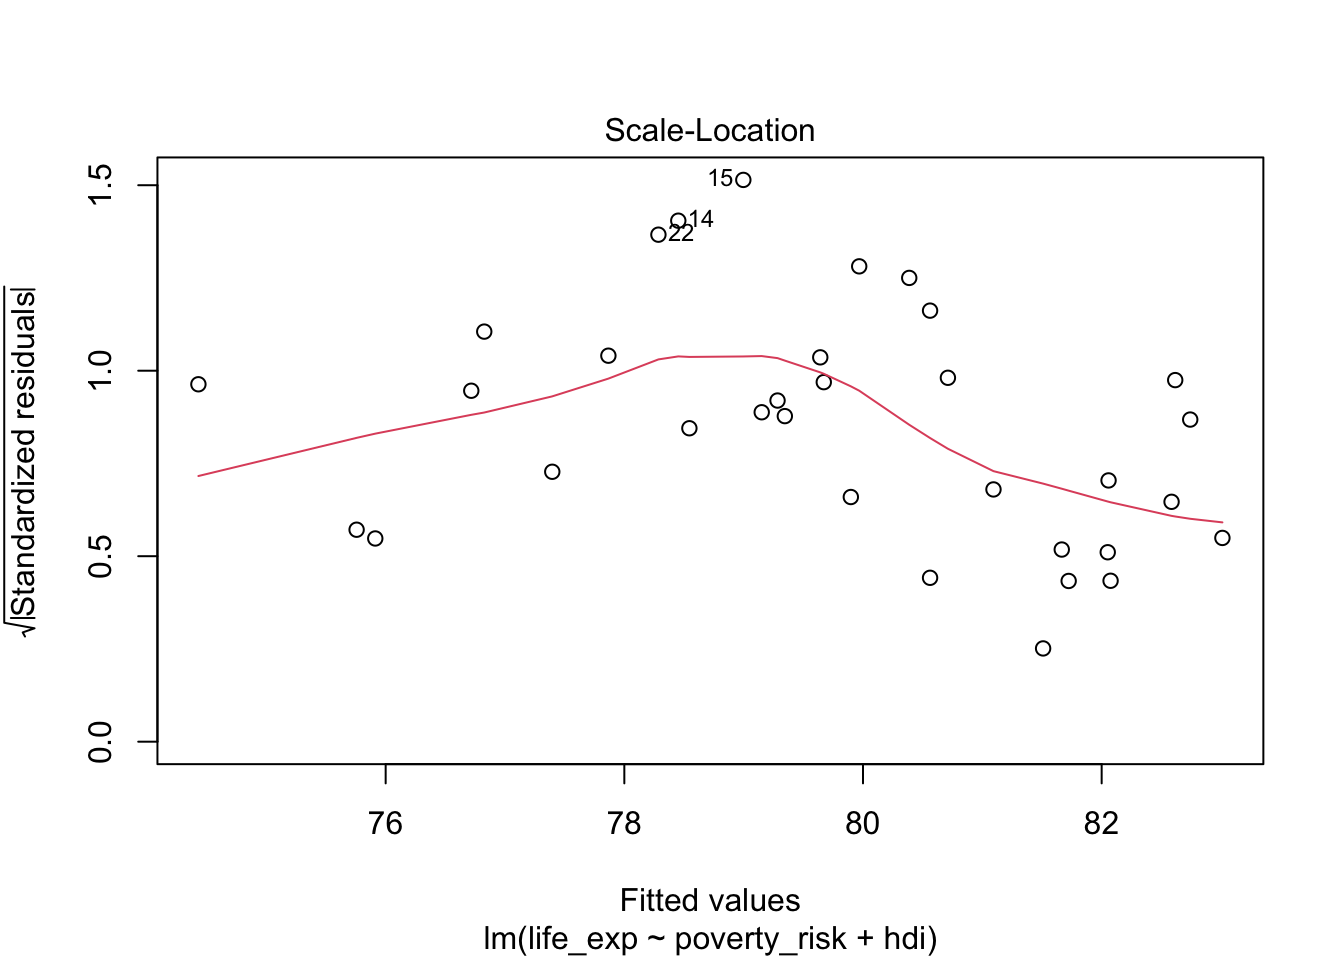 Scale-Location
√|Standardized residuals|
1.5
1.0
0.5
0.0
15
14
22
76 78 80 82
Fitted values
lm(life_exp ~ poverty_risk + hdi)